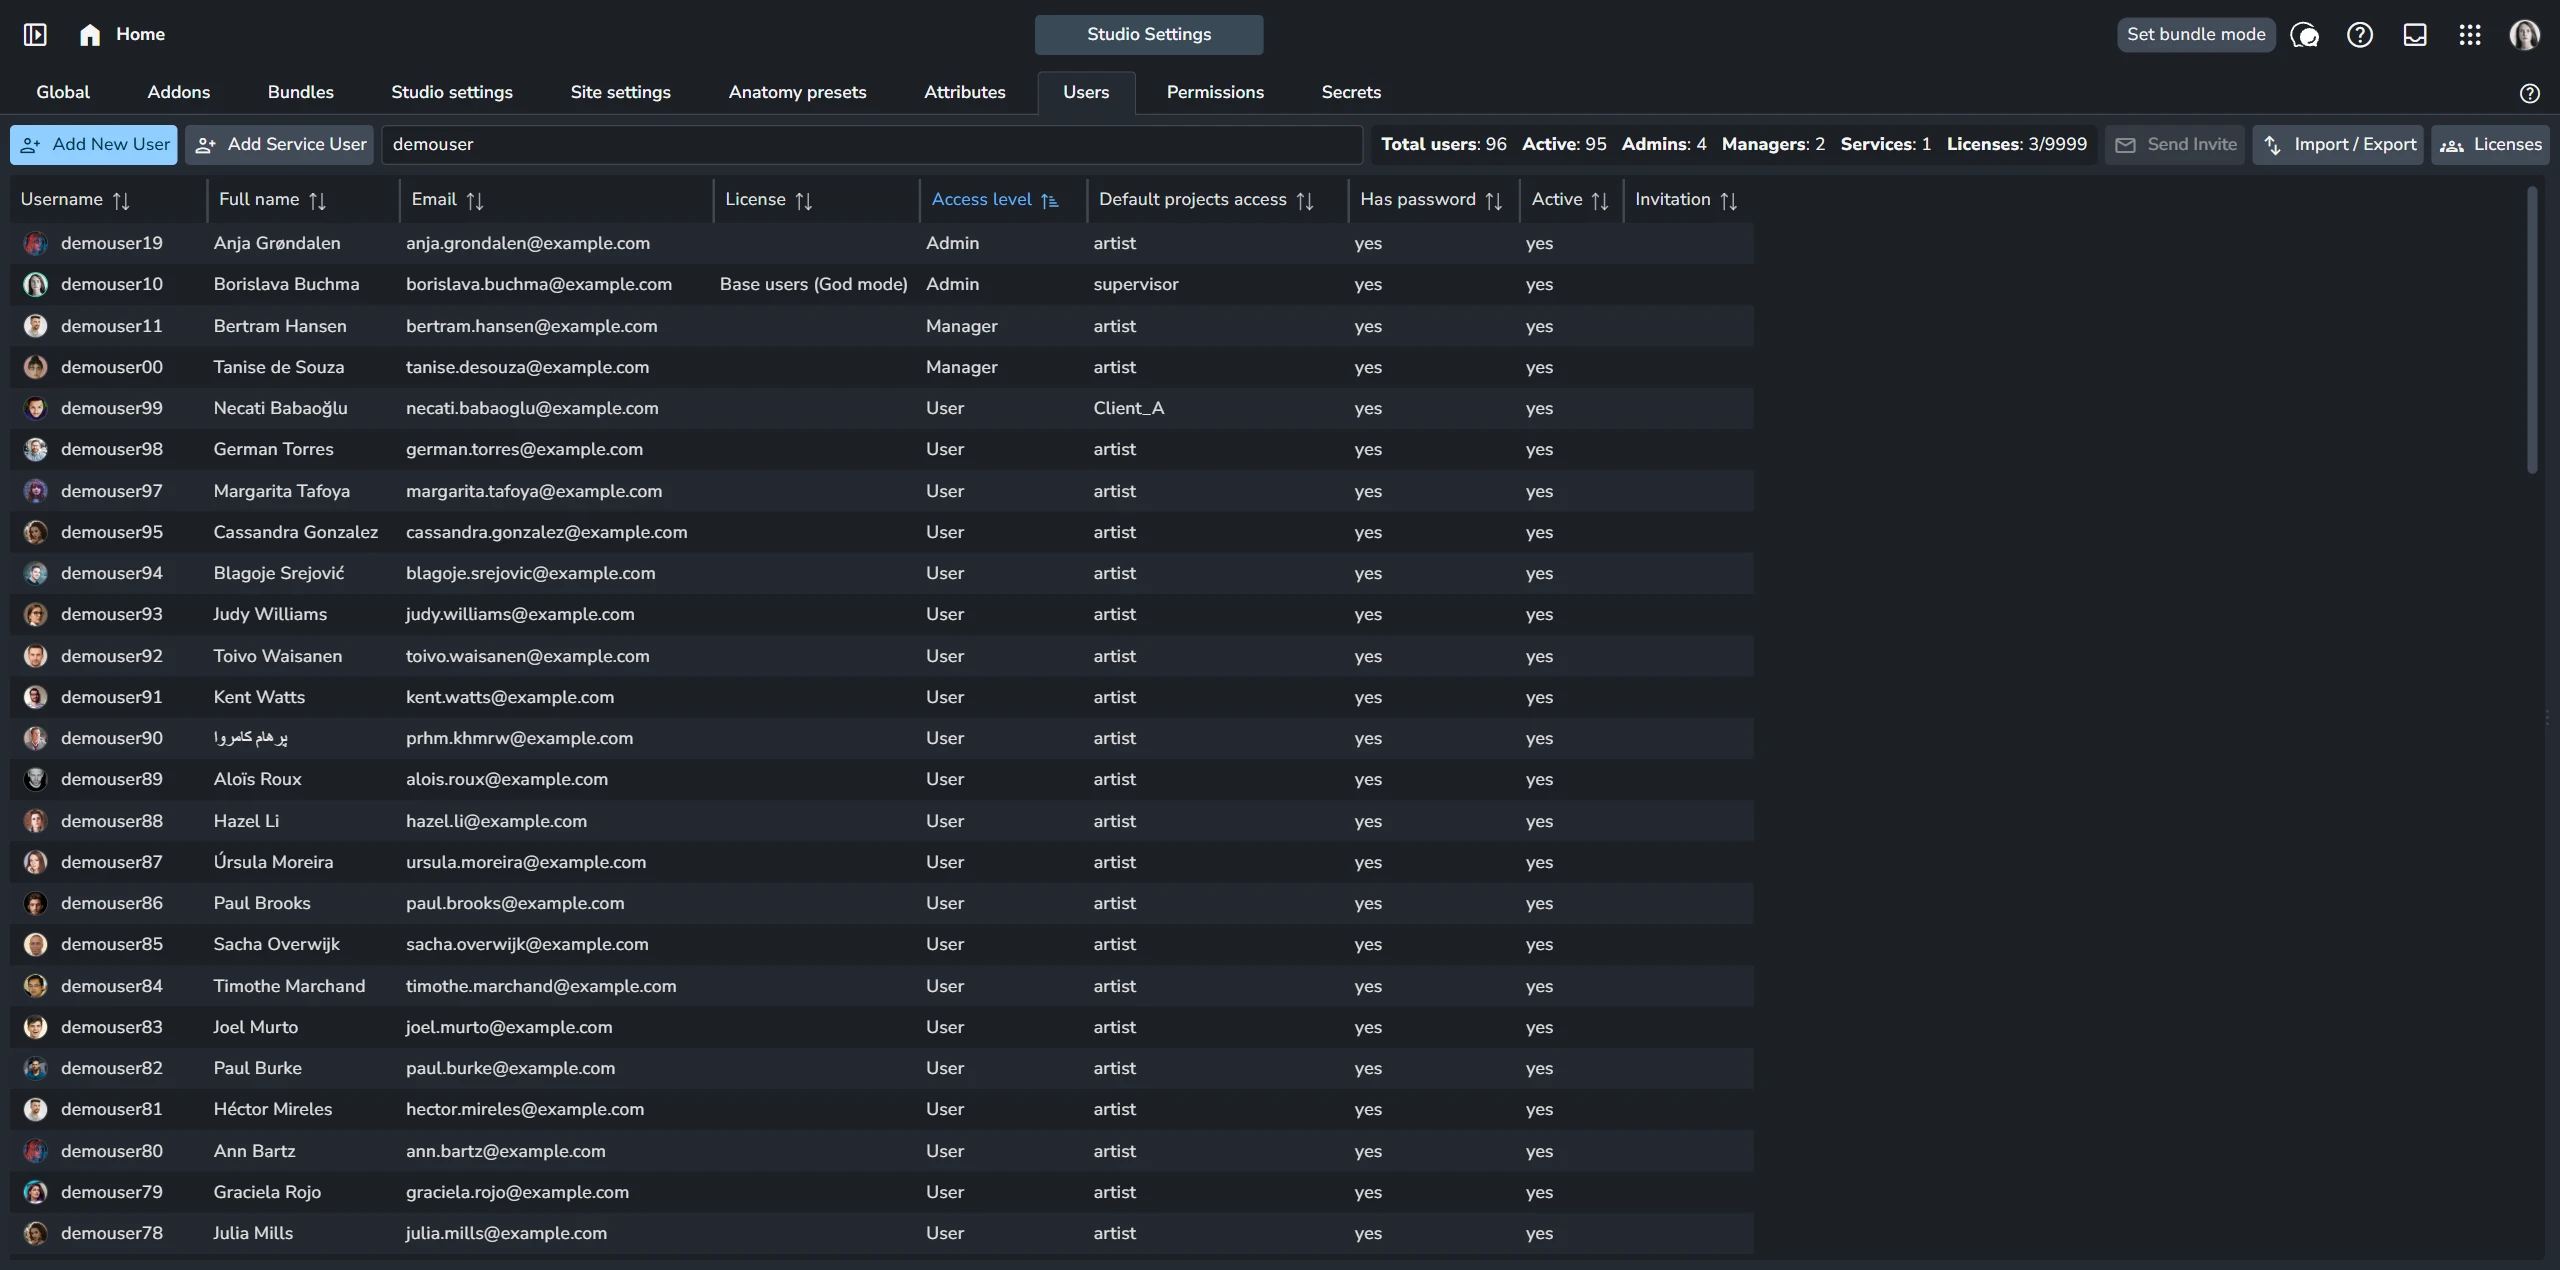 Home
Studio Settings
Set bundle mode
Global Addons Bundles Studio settings Site settings Anatomy presets Attributes Users Permissions Secrets
Add New User Add Service User demouser Total users: 96 Active: 95 Admins: 4 Managers: 2 Services: 1 Licenses: 3/9999 Send Invite Import / Export Licenses
Username Full name Email License Access level Default projects access Has password Active Invitation
demouser19 Anja Grøndalen anja.grondalen@example.com Admin artist yes yes
demouser10 Borislava Buchma borislava.buchma@example.com Base users (God mode) Admin supervisor yes yes
demouser11 Bertram Hansen bertram.hansen@example.com Manager artist yes yes
demouser00 Tanise de Souza tanise.desouza@example.com Manager artist yes yes
demouser99 Necati Babaoğlu necati.babaoglu@example.com User Client_A yes yes
demouser98 German Torres german.torres@example.com User artist yes yes
demouser97 Margarita Tafoya margarita.tafoya@example.com User artist yes yes
demouser95 Cassandra Gonzalez cassandra.gonzalez@example.com User artist yes yes
demouser94 Blagoje Srejović blagoje.srejovic@example.com User artist yes yes
demouser93 Judy Williams judy.williams@example.com User artist yes yes
demouser92 Toivo Waisanen toivo.waisanen@example.com User artist yes yes
demouser91 Kent Watts kent.watts@example.com User artist yes yes
demouser90 پرهام کامروا prhm.khmrw@example.com User artist yes yes
demouser89 Aloïs Roux alois.roux@example.com User artist yes yes
demouser88 Hazel Li hazel.li@example.com User artist yes yes
demouser87 Úrsula Moreira ursula.moreira@example.com User artist yes yes
demouser86 Paul Brooks paul.brooks@example.com User artist yes yes
demouser85 Sacha Overwijk sacha.overwijk@example.com User artist yes yes
demouser84 Timothe Marchand timothe.marchand@example.com User artist yes yes
demouser83 Joel Murto joel.murto@example.com User artist yes yes
demouser82 Paul Burke paul.burke@example.com User artist yes yes
demouser81 Héctor Mireles hector.mireles@example.com User artist yes yes
demouser80 Ann Bartz ann.bartz@example.com User artist yes yes
demouser79 Graciela Rojo graciela.rojo@example.com User artist yes yes
demouser78 Julia Mills julia.mills@example.com User artist yes yes